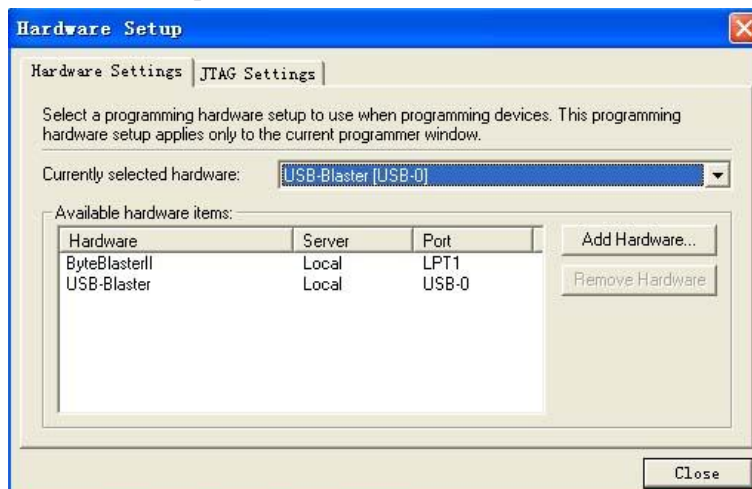 Hardware Setup
Hardware Settings JTAG Settings
Select a programming hardware setup to use when programming devices. This programming
hardware setup applies only to the current programmer window.
Currently selected hardware: USB-Blaster [USB-0]
Available hardware items:
Hardware Server Port
ByteBlasterII Local LPT1
USB-Blaster Local USB-0
Add Hardware...
Remove Hardware
Close